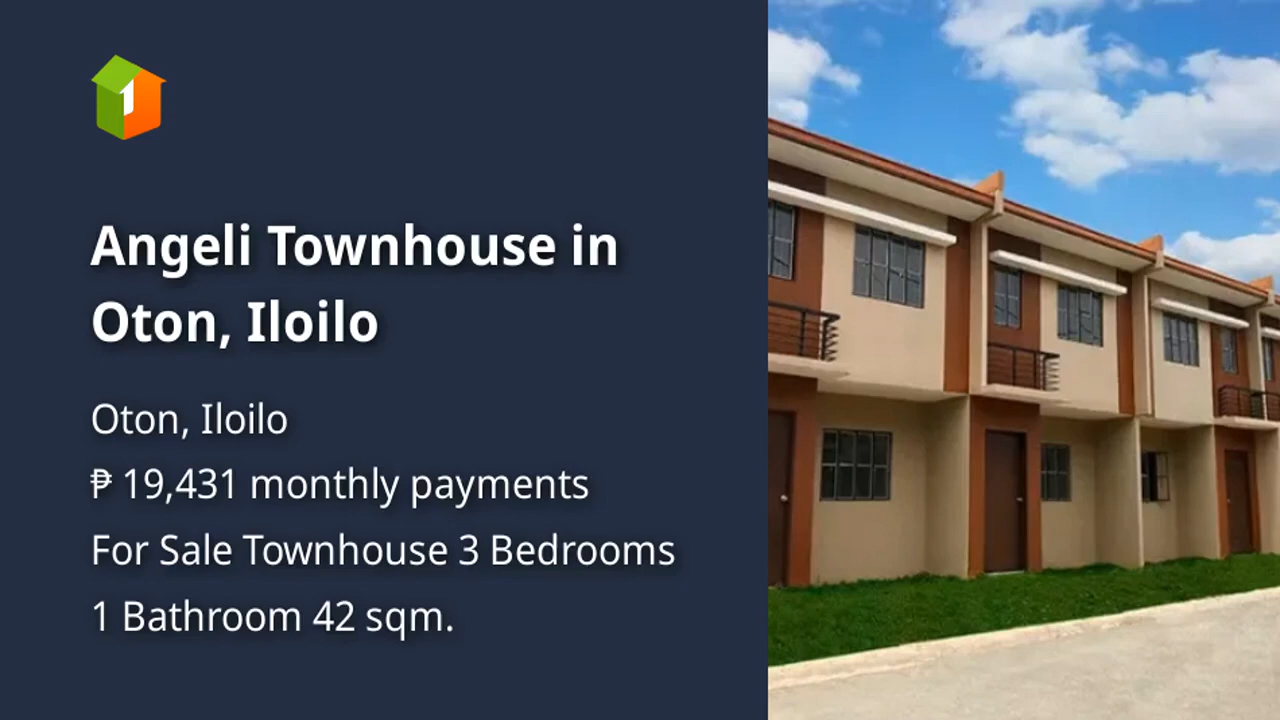 Angeli Townhouse in
Oton, Iloilo
Oton, Iloilo
₱ 19,431 monthly payments
For Sale Townhouse 3 Bedrooms
1 Bathroom 42 sqm.